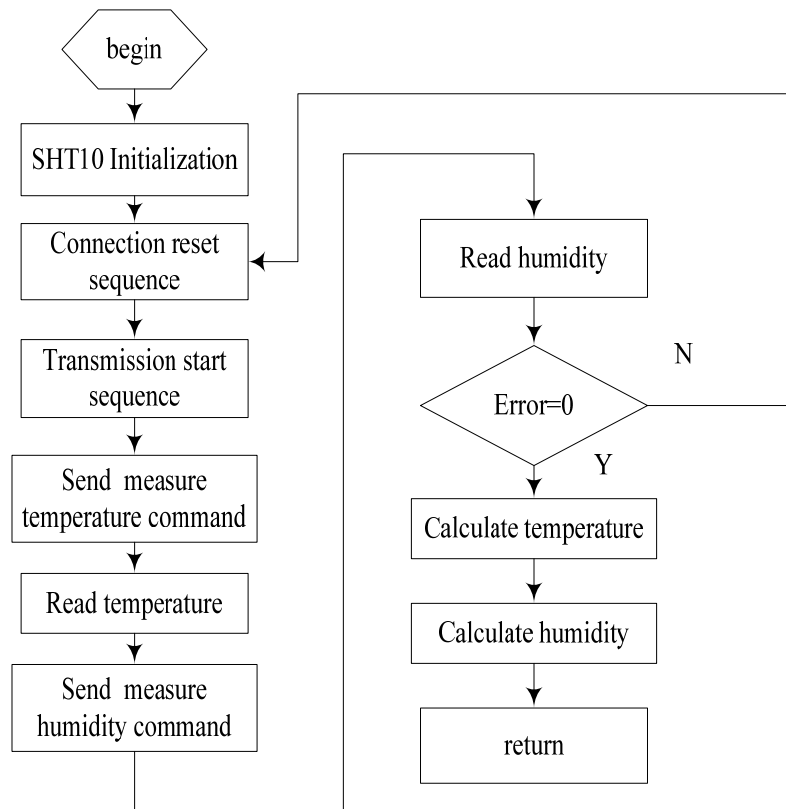 begin
SHT10 Initialization
Connection reset
sequence
Transmission start
sequence
Send measure
temperature command
Read temperature
Send measure
humidity command
Read humidity
Error=0
N
Y
Calculate temperature
Calculate humidity
return